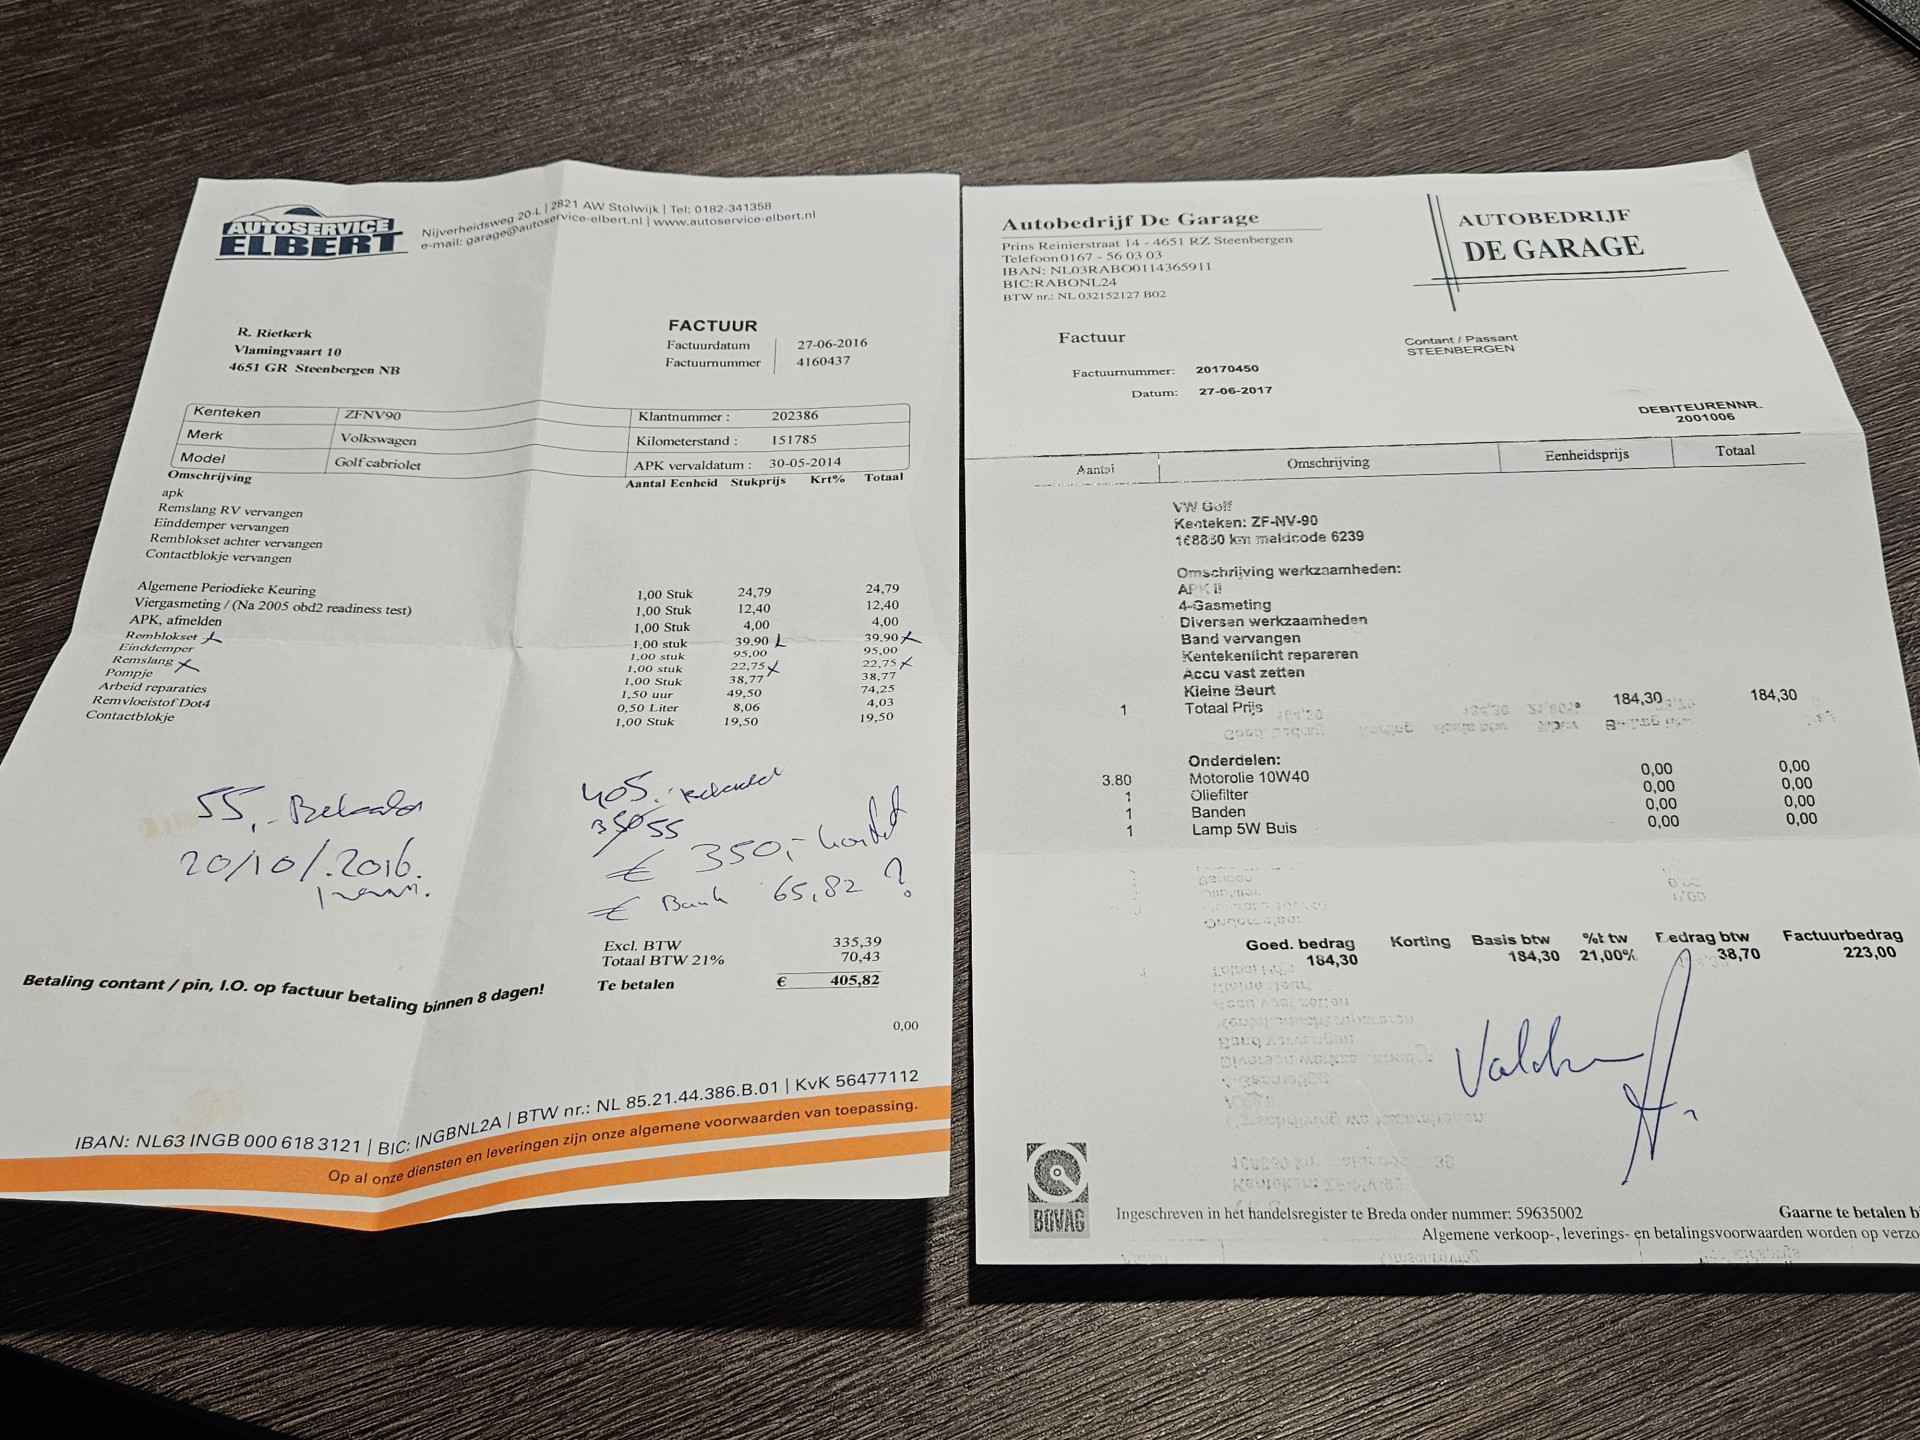 AUTOSERVICE
ELBERT
Nijverheidsweg 20-L | 2821 AW Stolwijk | Tel: 0182-341358
e-mail: garage@autoservice-elbert.nl | www.autoservice-elbert.nl
R. Rietkerk
Vlamingvaart 10
4651 GR Steenbergen NB
FACTUUR
Factuurdatum 27-06-2016
Factuurnummer 4160437
Kenteken ZFNV90 Klantnummer : 202386
Merk Volkswagen Kilometerstand : 151785
Model Golf cabriolet APK vervaldatum : 30-05-2014
Omschrijving Aantal Eenheid Stukprijs Krt% Totaal
apk
Remslang RV vervangen
Einddemper vervangen
Remblokset achter vervangen
Contactblokje vervangen
Algemene Periodieke Keuring 1,00 Stuk 24,79 24,79
Viergasmeting / (Na 2005 obd2 readiness test) 1,00 Stuk 12,40 12,40
APK, afmelden 1,00 Stuk 4,00 4,00
Remblokset 1,00 stuk 39,90 39,90
Einddemper 1,00 stuk 95,00 95,00
Remslang 1,00 stuk 22,75 22,75
Pompje 1,00 Stuk 38,77 38,77
Arbeid reparaties 1,50 uur 49,50 74,25
Remvloeistof Dot4 0,50 Liter 8,06 4,03
Contactblokje 1,00 Stuk 19,50 19,50
55,-
20/10/.2016.
405,-
55
€ 350,-
€ Bank 65,82 ?
Excl. BTW 335,39
Totaal BTW 21% 70,43
Te betalen € 405,82
Betaling contant / pin, I.O. op factuur betaling binnen 8 dagen!
0,00
IBAN: NL63 INGB 000 618 3121 | BIC: INGBNL2A | BTW nr.: NL 85.21.44.386.B.01 | KvK 56477112
Op al onze diensten en leveringen zijn onze algemene voorwaarden van toepassing.
Autobedrijf De Garage
Prins Reinierstraat 14 - 4651 RZ Steenbergen
Telefoon 0167 - 56 03 03
IBAN: NL03RABO0114365911
BIC:RABONL24
BTW nr.: NL 032152127 B02
AUTOBEDRIJF
DE GARAGE
Factuur
Contant / Passant
STEENBERGEN
Factuurnummer: 20170450
Datum: 27-06-2017
DEBITEURENNR.
2001006
Aantal Omschrijving Eenheidsprijs Totaal
VW Golf
Kenteken: ZF-NV-90
168830 km meldcode 6239
Omschrijving werkzaamheden:
APK II
4-Gasmeting
Diversen werkzaamheden
Band vervangen
Kentekenlicht repareren
Accu vast zetten
Kleine Beurt
1 Totaal Prijs 184,30 184,30
Onderdelen:
3.80 Motorolie 10W40 0,00 0,00
1 Oliefilter 0,00 0,00
1 Banden 0,00 0,00
1 Lamp 5W Buis 0,00 0,00
Goed. bedrag Korting Basis btw %btw Bedrag btw Factuurbedrag
184,30 184,30 21,00% 38,70 223,00
BOVAG
Ingeschreven in het handelsregister te Breda onder nummer: 59635002
Gaarne te betalen
Algemene verkoop-, leverings- en betalingsvoorwaarden worden op